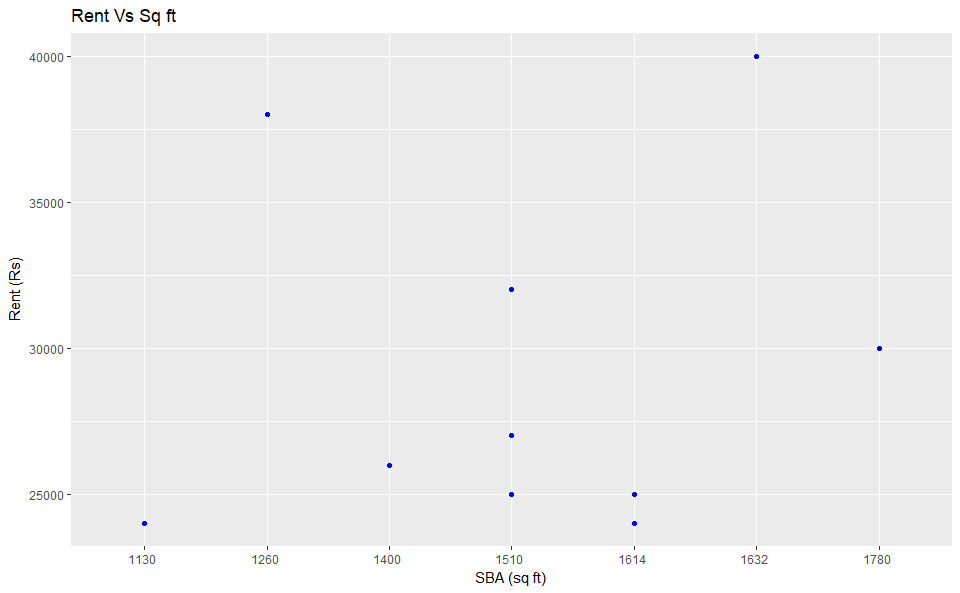 Rent Vs Sq ft
40000
35000
30000
25000
Rent (Rs)
1130 1260 1400 1510 1614 1632 1780
SBA (sq ft)